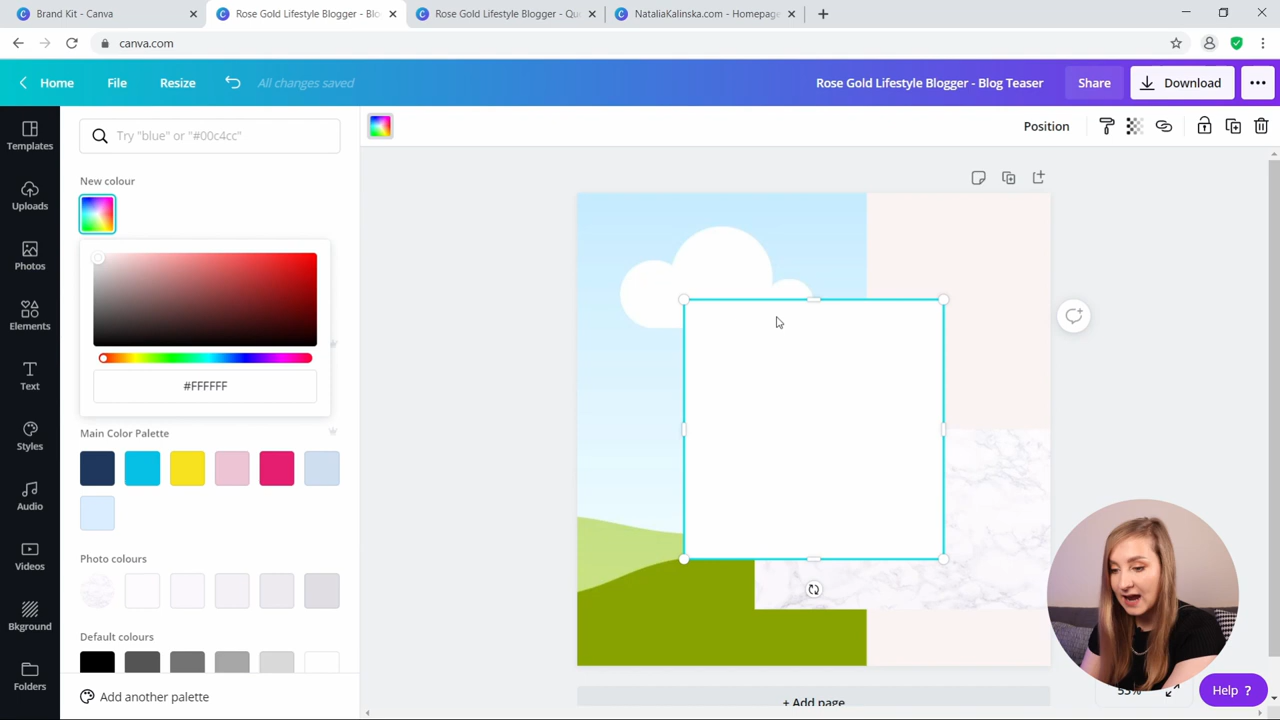 Brand Kit - Canva
Rose Gold Lifestyle Blogger - Blo
Rose Gold Lifestyle Blogger - Qu
NataliaKalinska.com - Homepage
canva.com
Home
File
Resize
All changes saved
Rose Gold Lifestyle Blogger - Blog Teaser
Share
Download
Templates
Uploads
Photos
Elements
Text
Styles
Audio
Videos
Bkground
Folders
Try "blue" or "#00c4cc"
New colour
#FFFFFF
Main Color Palette
Photo colours
Default colours
Add another palette
Position
+ Add page
Help ?